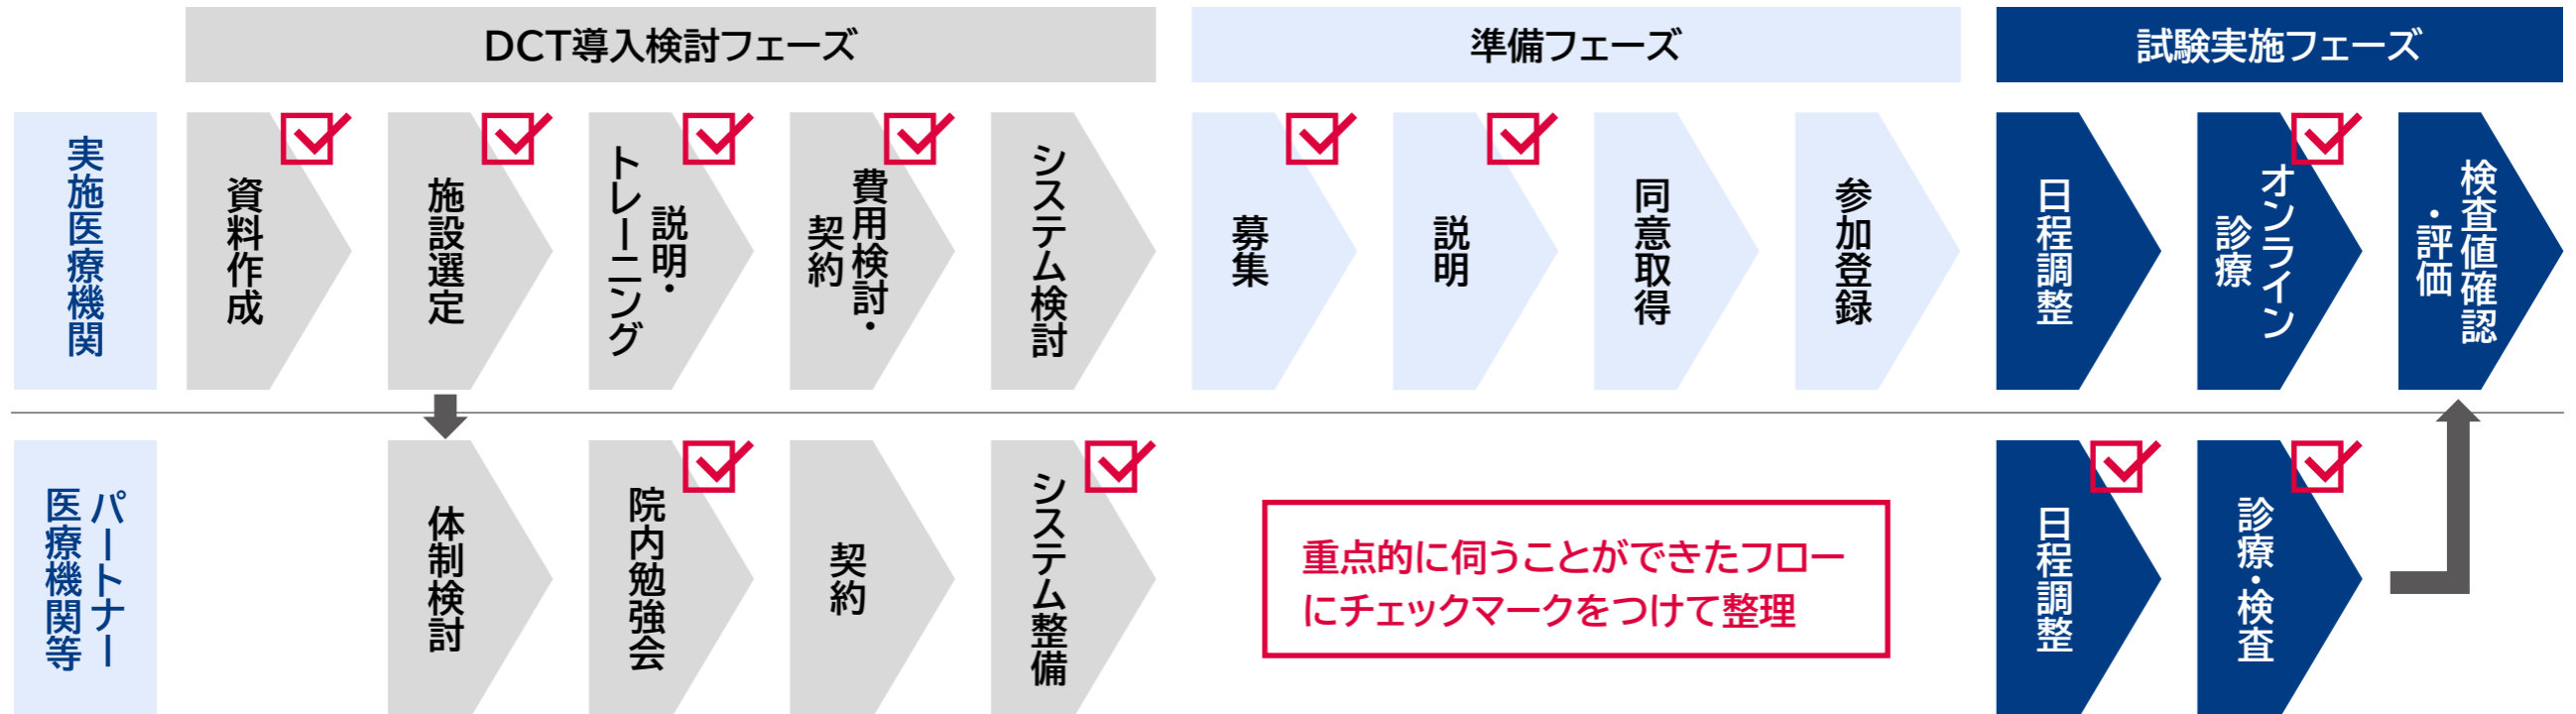 DCT導入検討フェーズ
準備フェーズ
試験実施フェーズ
実施医療機関
資料作成
施設選定
説明・
トレーニング
費用検討・
契約
システム検討
募集
説明
同意取得
参加登録
日程調整
オンライン
診療
検査値確認
・評価
パートナー
医療機関等
体制検討
院内勉強会
契約
システム整備
重点的に伺うことができたフロー
にチェックマークをつけて整理
日程調整
診療・検査